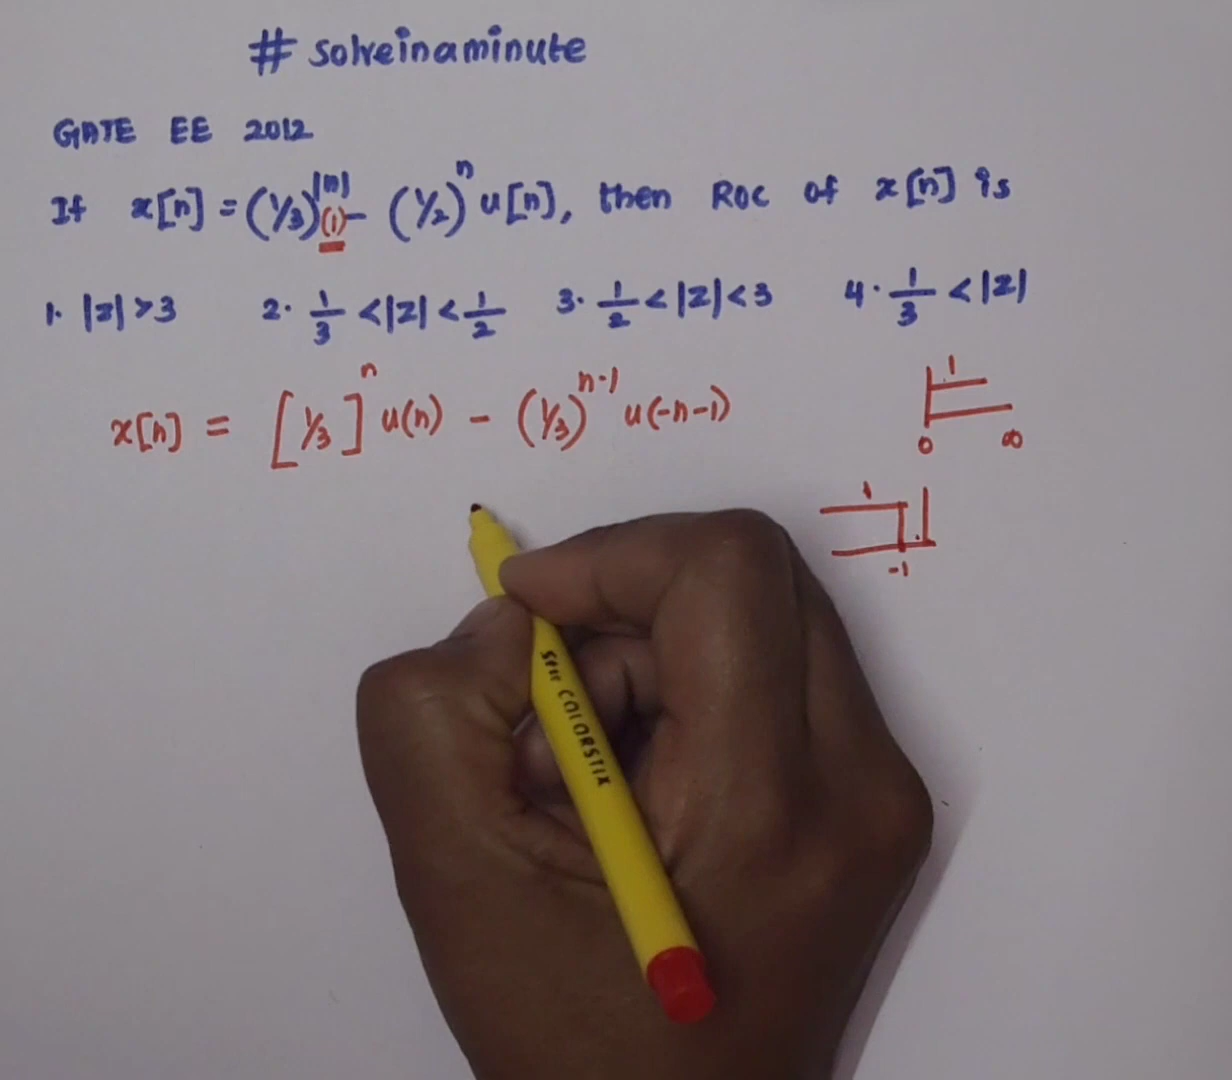 # solveinaminute
GATE EE 2012
If x[n] = (1/3)^|n| (1) - (1/2)^n u[n], then ROC of x[n] is
1. |z| > 3 2. 1/3 < |z| < 1/2 3. 1/2 < |z| < 3 4. 1/3 < |z|
x[n] = [1/3]^n u(n) - (1/3)^n-1 u(-n-1)
1
0 ∞
1
-1
STIC COLORSTIX